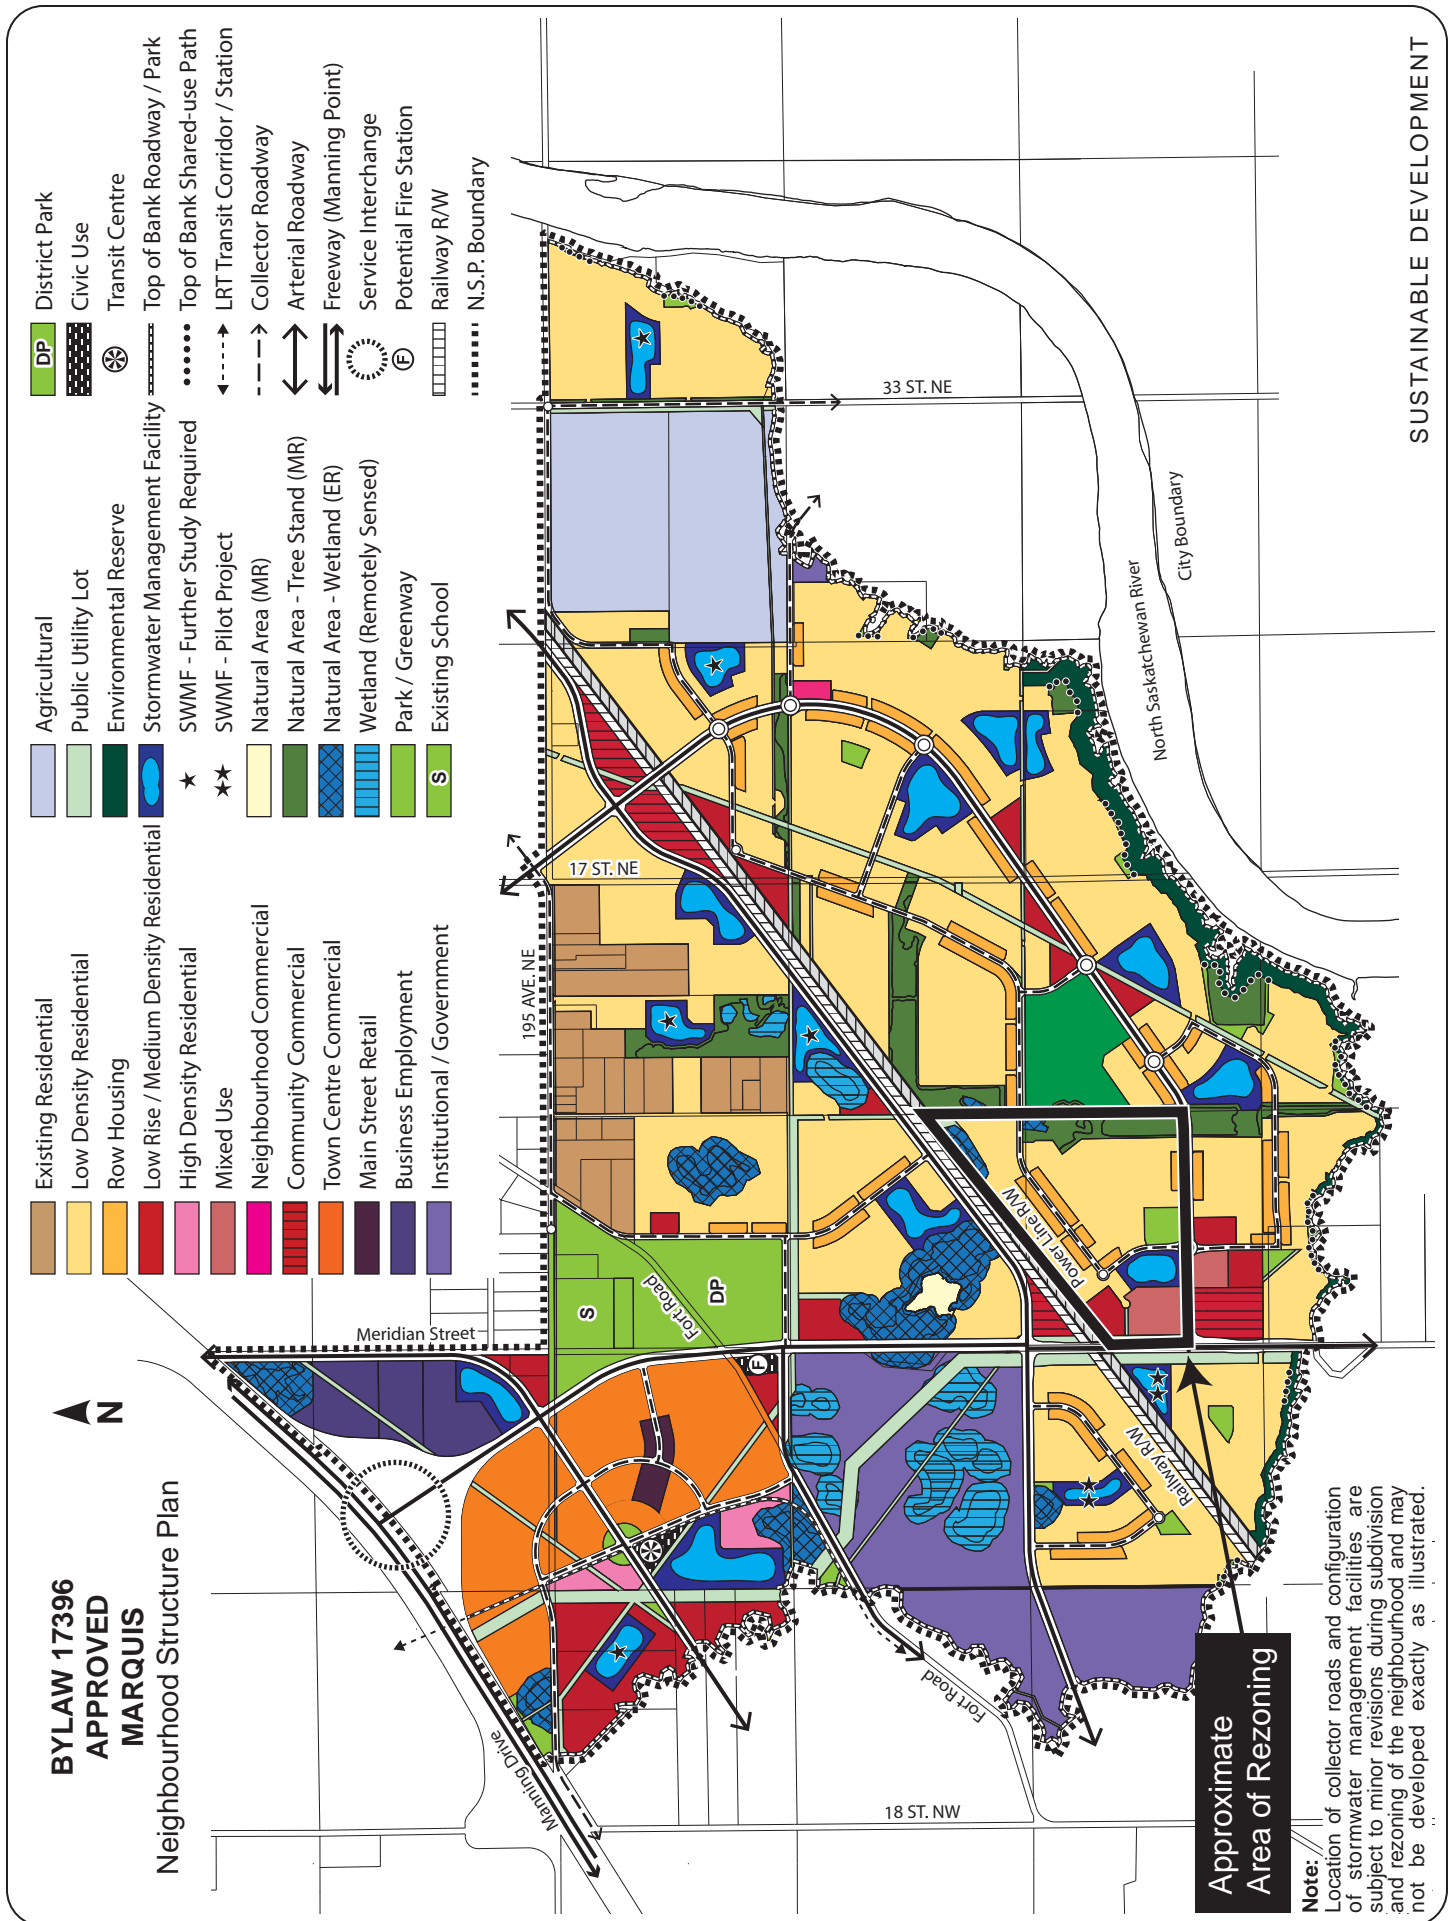 BYLAW 17396
APPROVED
MARQUIS
Neighbourhood Structure Plan
N
Existing Residential
Low Density Residential
Row Housing
Low Rise / Medium Density Residential
High Density Residential
Mixed Use
Neighbourhood Commercial
Community Commercial
Town Centre Commercial
Main Street Retail
Business Employment
Institutional / Government
Agricultural
Public Utility Lot
Environmental Reserve
Stormwater Management Facility
SWMF - Further Study Required
SWMF - Pilot Project
Natural Area (MR)
Natural Area - Tree Stand (MR)
Natural Area - Wetland (ER)
Wetland (Remotely Sensed)
Park / Greenway
S
Existing School
DP
District Park
Civic Use
Transit Centre
Top of Bank Roadway / Park
Top of Bank Shared-use Path
LRT Transit Corridor / Station
Collector Roadway
Arterial Roadway
Freeway (Manning Point)
Service Interchange
F
Potential Fire Station
Railway R/W
N.S.P. Boundary
Meridian Street
195 AVE. NE
17 ST. NE
33 ST. NE
S
DP
Fort Road
F
Power Line R/W
Railway R/W
Manning Drive
Fort Road
18 ST. NW
North Saskatchewan River
City Boundary
Approximate
Area of Rezoning
Note:
Location of collector roads and configuration
of stormwater management facilities are
subject to minor revisions during subdivision
and rezoning of the neighbourhood and may
not be developed exactly as illustrated.
SUSTAINABLE DEVELOPMENT